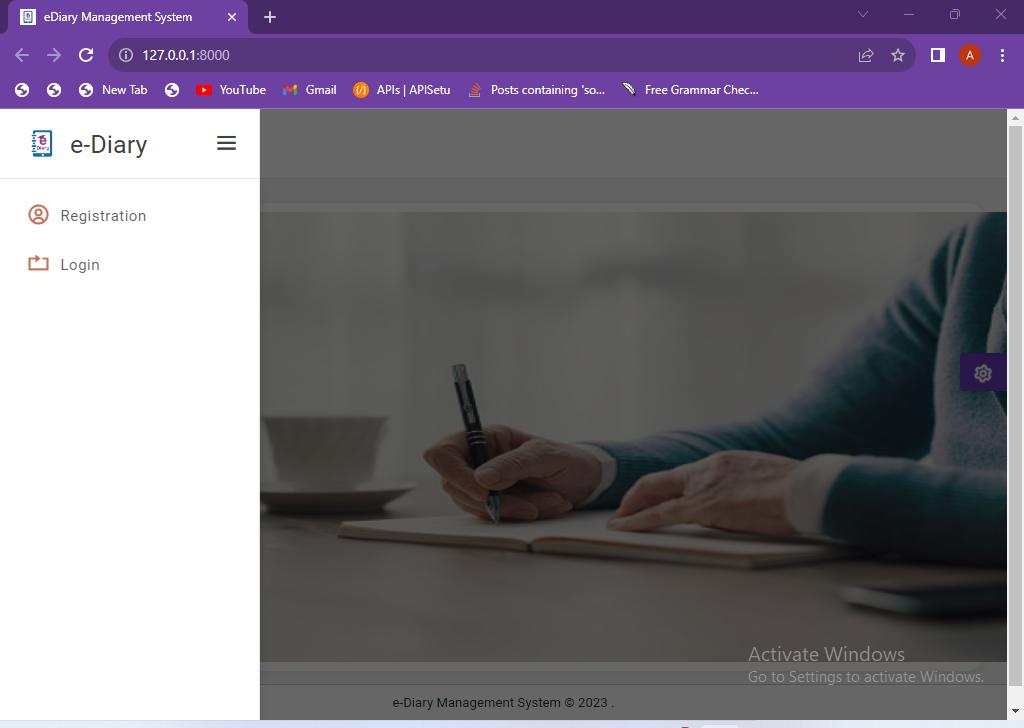 eDiary Management System
127.0.0.1:8000
A
New Tab
YouTube
Gmail
APIs | APISetu
Posts containing 'so...
Free Grammar Chec...
e
Diary
e-Diary
Registration
Login
Activate Windows
Go to Settings to activate Windows.
e-Diary Management System © 2023 .